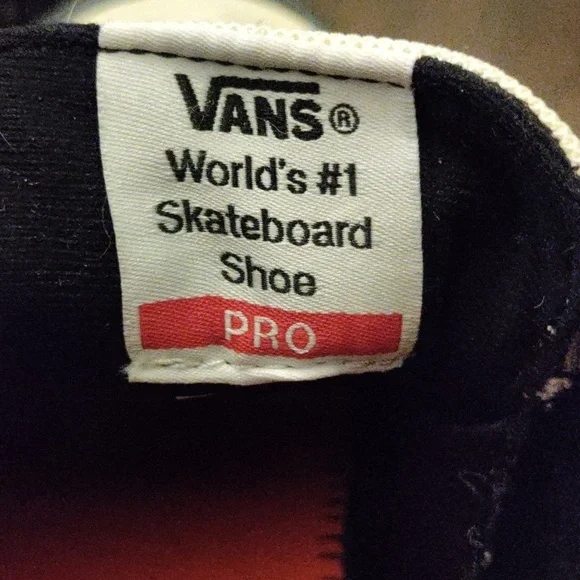 VANS®
World's #1
Skateboard
Shoe
PRO